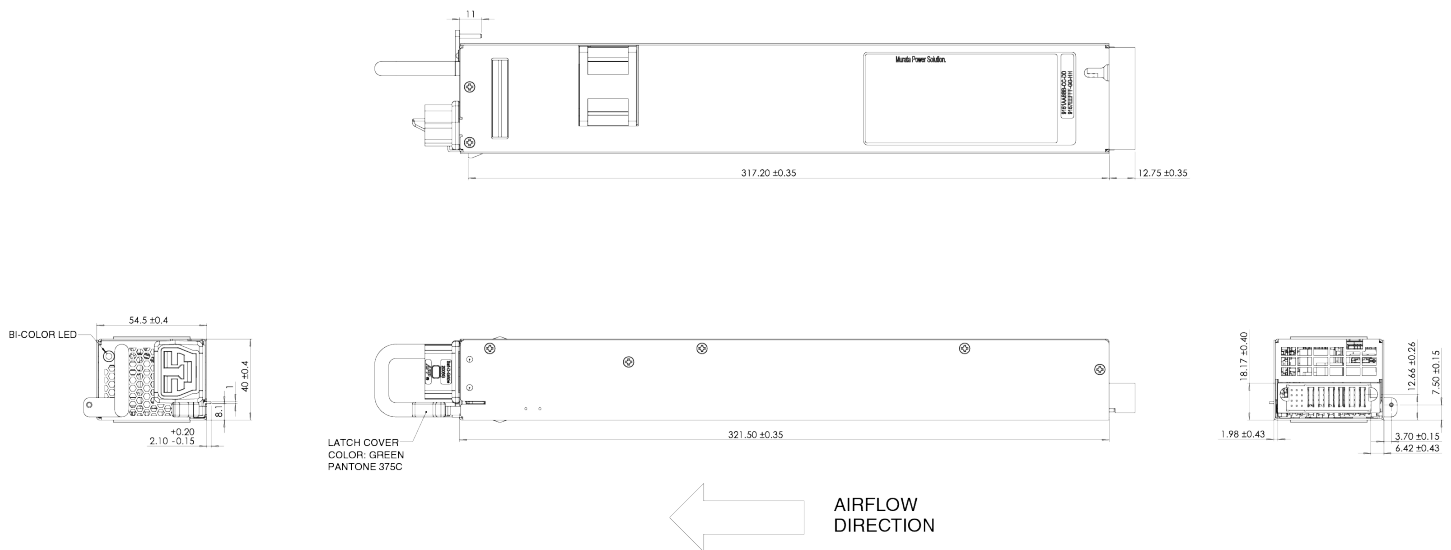 11
Murata Power Solution.
317.20 ±0.35
12.75 ±0.35
54.5 ±0.4
BI-COLOR LED
40 ±0.4
1
8.1
+0.20
2.10 -0.15
LATCH COVER
COLOR: GREEN
PANTONE 375C
321.50 ±0.35
18.17 ±0.40
12.66 ±0.26
7.50 ±0.15
1.98 ±0.43
3.70 ±0.15
6.42 ±0.43
AIRFLOW
DIRECTION